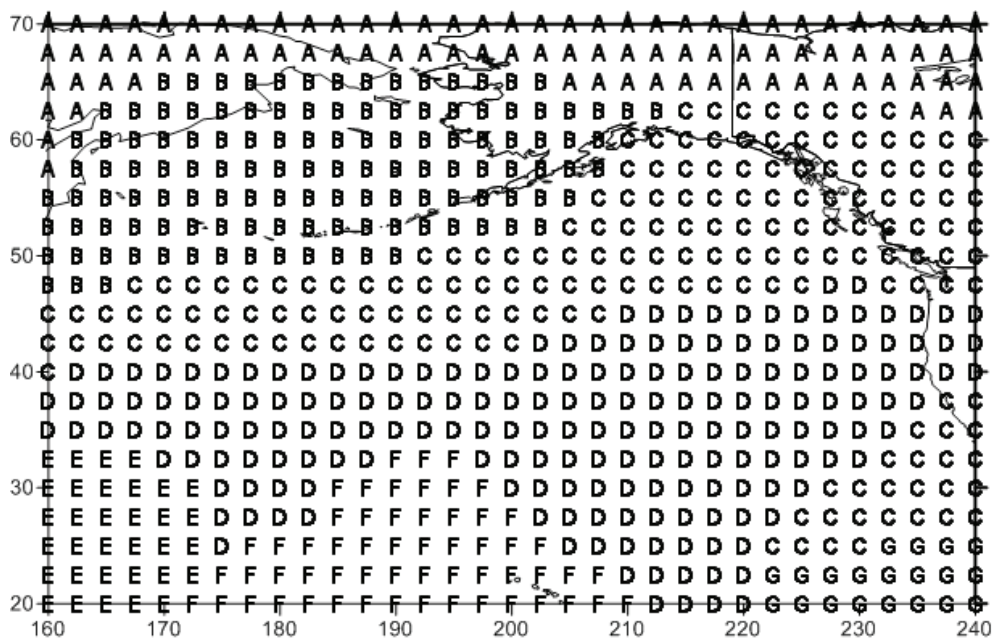 70 A A A A A A A A A A A A A A A A A A A A A A A A A A A A A A A A A
A A A A A A A A A A A A A A A A A A A A A A A A A A A A A A A A A
A A A A B B B B B B B B B B B B B B A A A A A A A A A A A A A A A
A A B B B B B B B B B B B B B B B B B B B B C C C C C C C C A A A
60 A B B B B B B B B B B B B B B B B B B B C C C C C C C C C C C C C
A B B B B B B B B B B B B B B B B B B B C C C C C C C C C C C C C
B B B B B B B B B B B B B B B B B B B C C C C C C C C C C C C C C
B B B B B B B B B B B B B B B B B B C C C C C C C C C C C C C C C
50 B B B B B B B B B B B B B C C C C C C C C C C C C C C C C C C C C
B B B C C C C C C C C C C C C C C C C C C C C C C C C D D C C C C
C C C C C C C C C C C C C C C C C C C C D D D D D D D D D D D D D
C C C C C C C C C C C C C C C C C D D D D D D D D D D D D D D D D
40 C D D D D D D D D D D D D D D D D D D D D D D D D D D D D D D D D
D D D D D D D D D D D D D D D D D D D D D D D D D D D D D D D C C
D D D D D D D D D D D D D D D D D D D D D D D D D D D D D D C C C
E E E E D D D D D D D D F F F D D D D D D D D D D D D D D C C C C
30 E E E E E E D D D D F F F F F F D D D D D D D D D D D C C C C C C
E E E E E E D D D D F F F F F F F D D D D D D D D D C C C C C C C
E E E E E E D F F F F F F F F F F F D D D D D D D C C C C G G G G
E E E E E E F F F F F F F F F F F F F F D D D D D G G G G G G G G
20 E E E E E F F F F F F F F F F F F F F F F D D D D G G G G G G G G
160 170 180 190 200 210 220 230 240